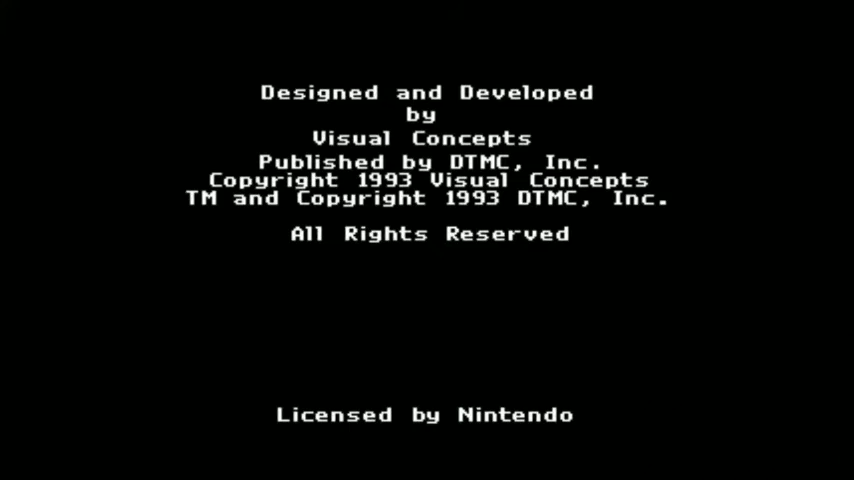 Designed and Developed
by
Visual Concepts
Published by DTMC, Inc.
Copyright 1993 Visual Concepts
TM and Copyright 1993 DTMC, Inc.
All Rights Reserved
Licensed by Nintendo